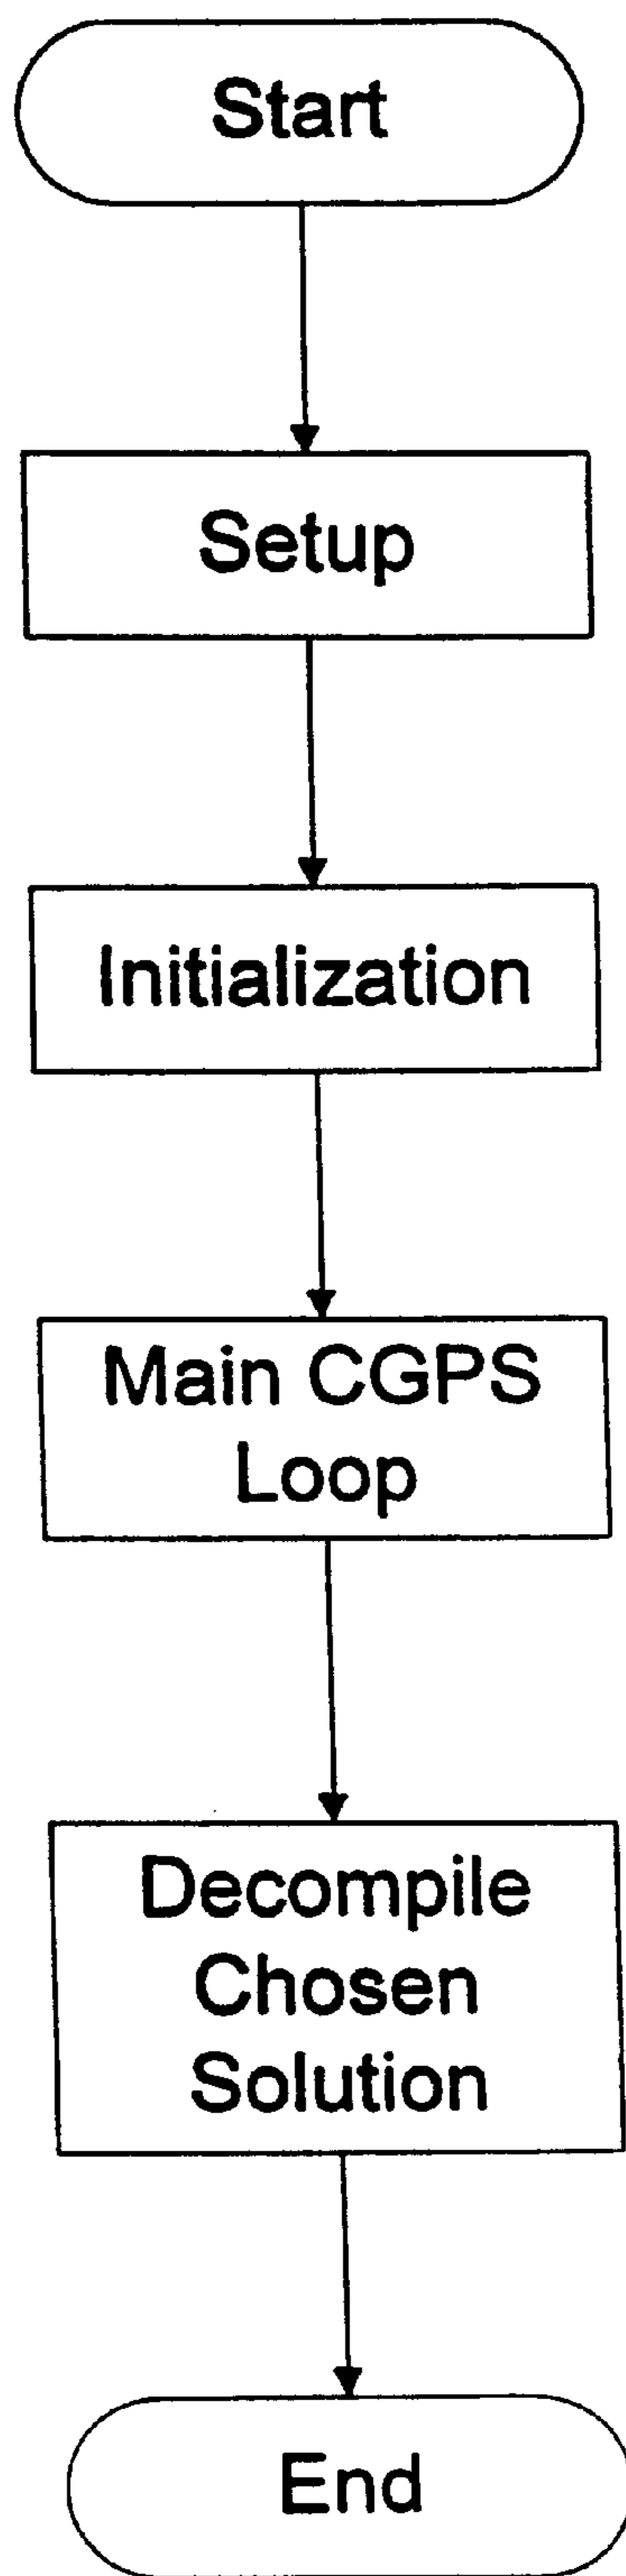 Start
Setup
Initialization
Main CGPS
Loop
Decompile
Chosen
Solution
End